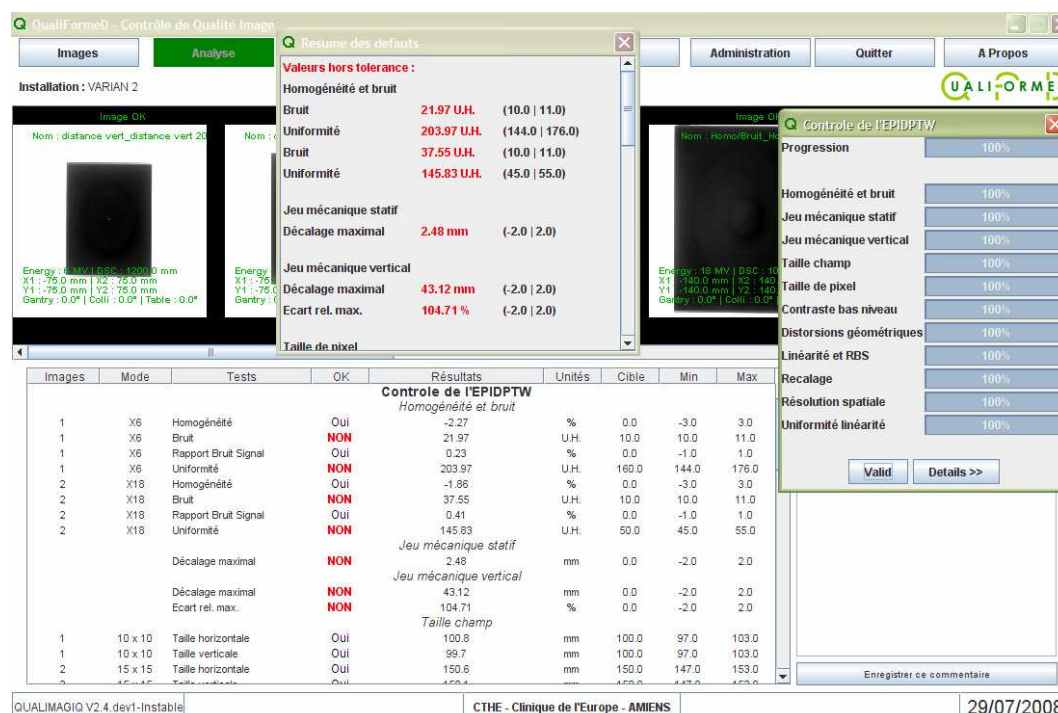 QualiFormeD - Contrôle de Qualité Image
Images Analyse Administration Quitter A Propos
Installation : VARIAN 2
QUALIFORME
Image OK
Nom : distance vert_distance vert 20
Energy : 6 MV | DSC : 1200.0 mm
X1 : -75.0 mm | X2 : 75.0 mm
Y1 : -75.0 mm | Y2 : 75.0 mm
Gantry : 0.0° | Colli : 0.0° | Table : 0.0°
Nom :
Energy
X1 : -75
Y1 : -75.
Gantry :
Image O
Nom : Homo/Bruit_Ho
Energy : 18 MV | DSC : 10
X1 : -140.0 mm | X2 : 140.
Y1 : -140.0 mm | Y2 : 140.
Gantry : 0.0° | Colli : 0.0°
Resume des defauts
Valeurs hors tolerance :
Homogénéité et bruit
Bruit 21.97 U.H. (10.0 | 11.0)
Uniformité 203.97 U.H. (144.0 | 176.0)
Bruit 37.55 U.H. (10.0 | 11.0)
Uniformité 145.83 U.H. (45.0 | 55.0)
Jeu mécanique statif
Décalage maximal 2.48 mm (-2.0 | 2.0)
Jeu mécanique vertical
Décalage maximal 43.12 mm (-2.0 | 2.0)
Ecart rel. max. 104.71 % (-2.0 | 2.0)
Taille de pixel
Controle de l'EPIDPTW
Progression 100%
Homogénéité et bruit 100%
Jeu mécanique statif 100%
Jeu mécanique vertical 100%
Taille champ 100%
Taille de pixel 100%
Contraste bas niveau 100%
Distorsions géométriques 100%
Linéarité et RBS 100%
Recalage 100%
Résolution spatiale 100%
Uniformité linéarité 100%
Valid Details >>
Images Mode Tests OK Résultats Unités Cible Min Max
Controle de l'EPIDPTW
Homogénéité et bruit
1 X6 Homogénéité Oui -2.27 % 0.0 -3.0 3.0
1 X6 Bruit NON 21.97 U.H. 10.0 10.0 11.0
1 X6 Rapport Bruit Signal Oui 0.23 % 0.0 -1.0 1.0
1 X6 Uniformité NON 203.97 U.H. 160.0 144.0 176.0
2 X18 Homogénéité Oui -1.86 % 0.0 -3.0 3.0
2 X18 Bruit NON 37.55 U.H. 10.0 10.0 11.0
2 X18 Rapport Bruit Signal Oui 0.41 % 0.0 -1.0 1.0
2 X18 Uniformité NON 145.83 U.H. 50.0 45.0 55.0
Jeu mécanique statif
Décalage maximal NON 2.48 mm 0.0 -2.0 2.0
Jeu mécanique vertical
Décalage maximal NON 43.12 mm 0.0 -2.0 2.0
Ecart rel. max. NON 104.71 % 0.0 -2.0 2.0
Taille champ
1 10 x 10 Taille horizontale Oui 100.8 mm 100.0 97.0 103.0
1 10 x 10 Taille verticale Oui 99.7 mm 100.0 97.0 103.0
2 15 x 15 Taille horizontale Oui 150.6 mm 150.0 147.0 153.0
Enregistrer ce commentaire
QUALIMAGIQ V2.4.dev1-Instable CTHE - Clinique de l'Europe - AMIENS 29/07/2008